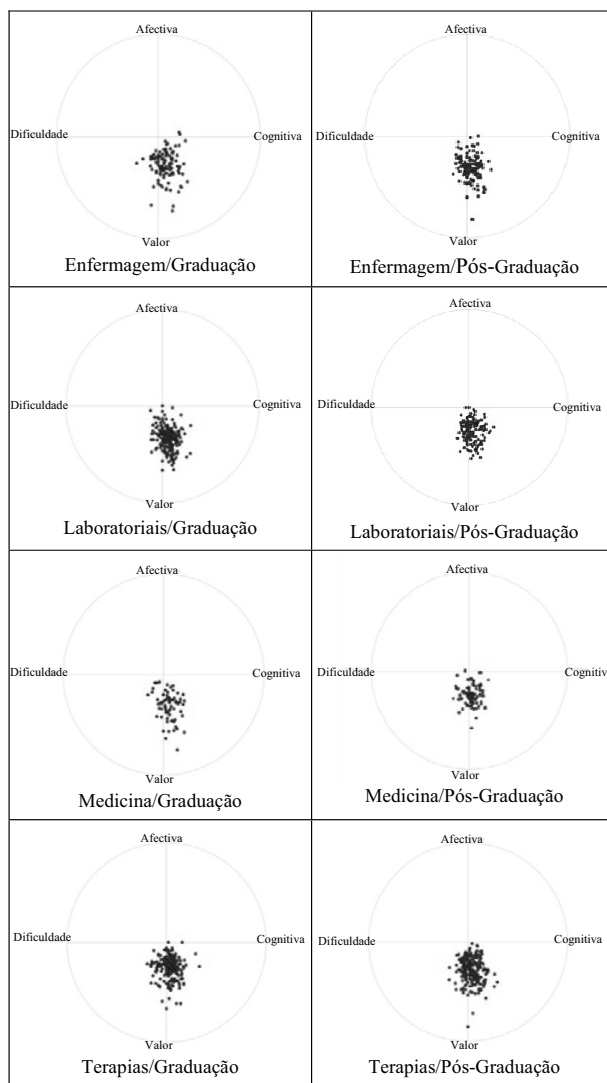 Afectiva
Dificuldade
Cognitiva
Valor
Enfermagem/Graduação
Afectiva
Dificuldade
Cognitiva
Valor
Enfermagem/Pós-Graduação
Afectiva
Dificuldade
Cognitiva
Valor
Laboratoriais/Graduação
Afectiva
Dificuldade
Cognitiva
Valor
Laboratoriais/Pós-Graduação
Afectiva
Dificuldade
Cognitiva
Valor
Medicina/Graduação
Afectiva
Dificuldade
Cognitiva
Valor
Medicina/Pós-Graduação
Afectiva
Dificuldade
Cognitiva
Valor
Terapias/Graduação
Afectiva
Dificuldade
Cognitiva
Valor
Terapias/Pós-Graduação